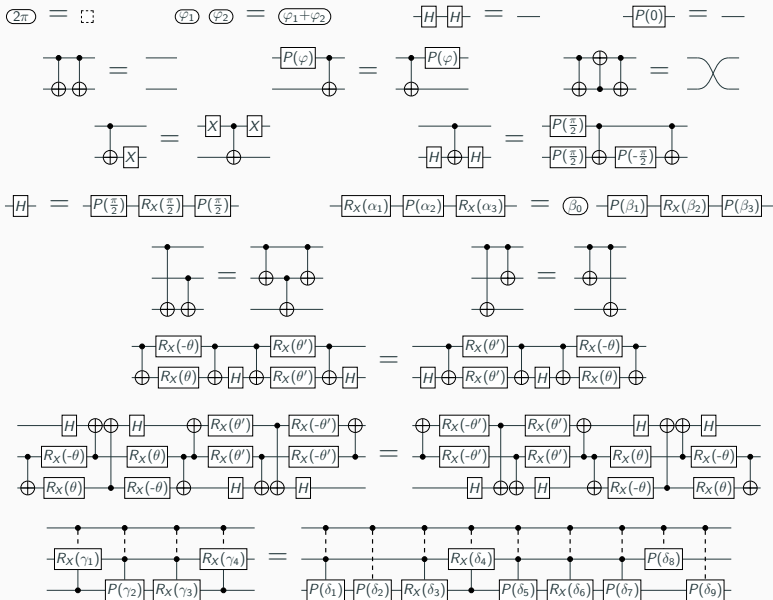 2π = φ1 φ2 = φ1+φ2 H H = P(0) =
= P(φ) = P(φ) =
X = X X H H = P(π/2) P(π/2) P(-π/2)
H = P(π/2) RX(π/2) P(π/2) RX(α1) P(α2) RX(α3) = β0 P(β1) RX(β2) P(β3)
= =
RX(-θ) RX(θ') = RX(θ') RX(-θ)
RX(θ) H RX(θ') H H RX(θ') H RX(θ)
H H RX(θ') RX(-θ') RX(-θ') RX(θ') H H
RX(-θ) RX(θ) RX(θ') RX(-θ') = RX(-θ') RX(θ') RX(θ) RX(-θ)
RX(θ) RX(-θ) H H H H RX(-θ) RX(θ)
RX(γ1) RX(γ4) = RX(δ4) P(δ8)
P(γ2) RX(γ3) P(δ1) P(δ2) RX(δ3) P(δ5) RX(δ6) P(δ7) P(δ9)